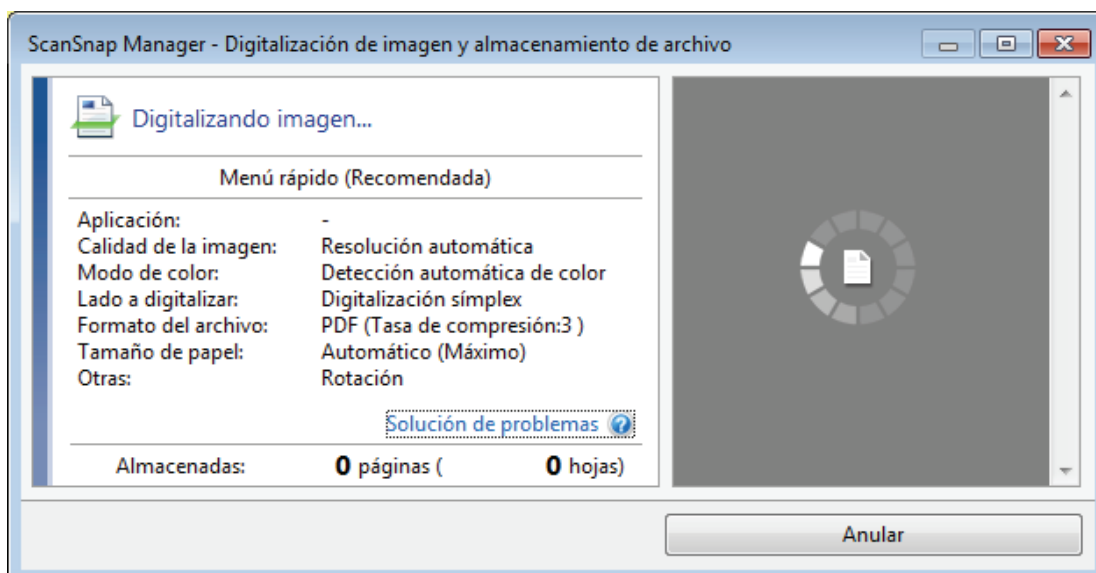 ScanSnap Manager - Digitalización de imagen y almacenamiento de archivo
Digitalizando imagen...
Menú rápido (Recomendada)
Aplicación: -
Calidad de la imagen: Resolución automática
Modo de color: Detección automática de color
Lado a digitalizar: Digitalización símplex
Formato del archivo: PDF (Tasa de compresión:3 )
Tamaño de papel: Automático (Máximo)
Otras: Rotación
Solución de problemas ?
Almacenadas: 0 páginas ( 0 hojas)
Anular